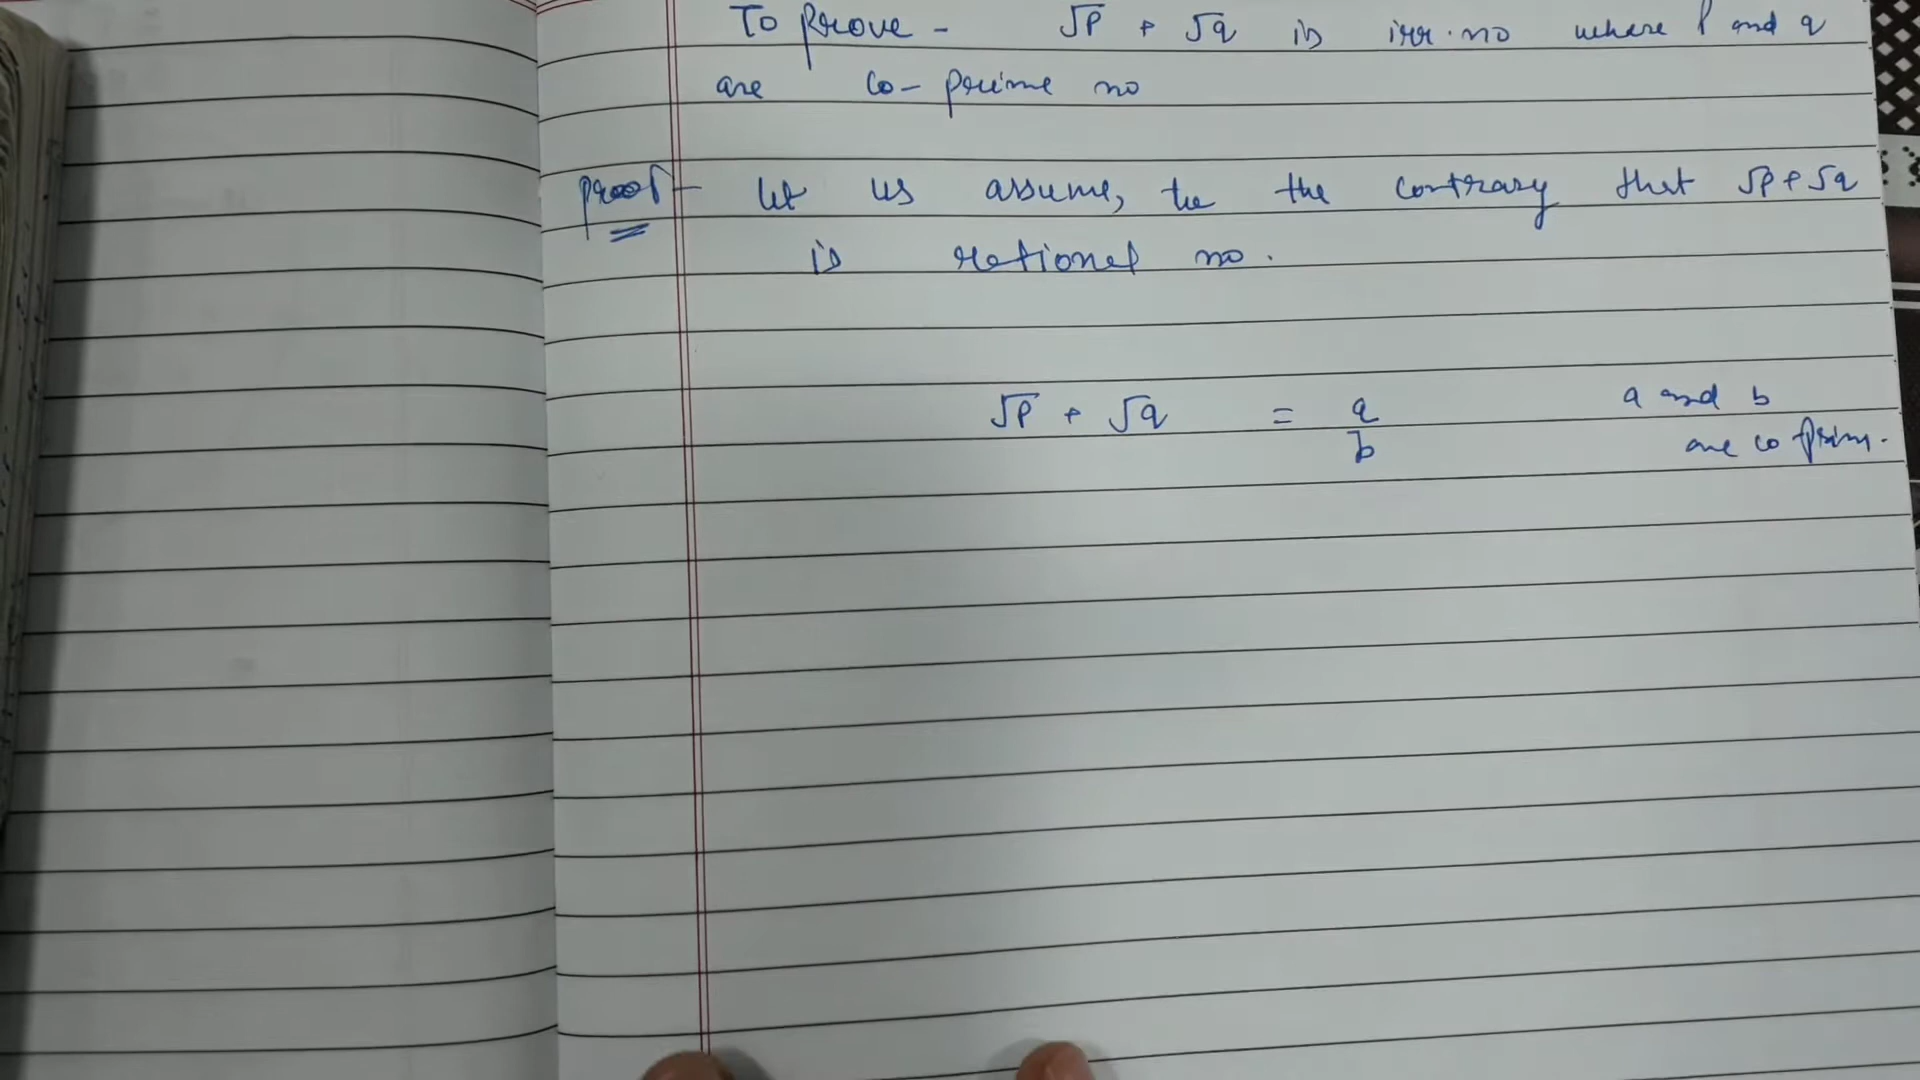 To prove - √p + √q is irr. no where p and q
are co-prime no
proof - let us assume, to the contrary that √p + √q
is rational no.
√p + √q = a/b a and b
are co prim.